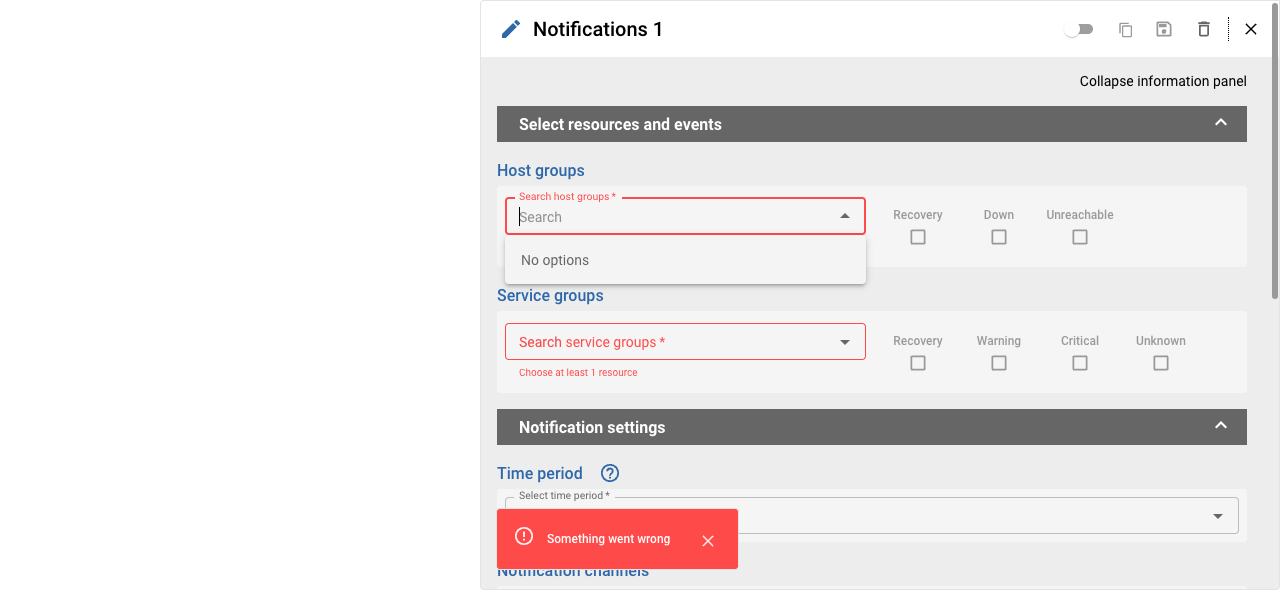 Notifications 1
Collapse information panel
Select resources and events
Host groups
Search host groups *
Search
Recovery
Down
Unreachable
No options
Service groups
Search service groups *
Recovery
Warning
Critical
Unknown
Choose at least 1 resource
Notification settings
Time period
Select time period *
Something went wrong
Notification channels